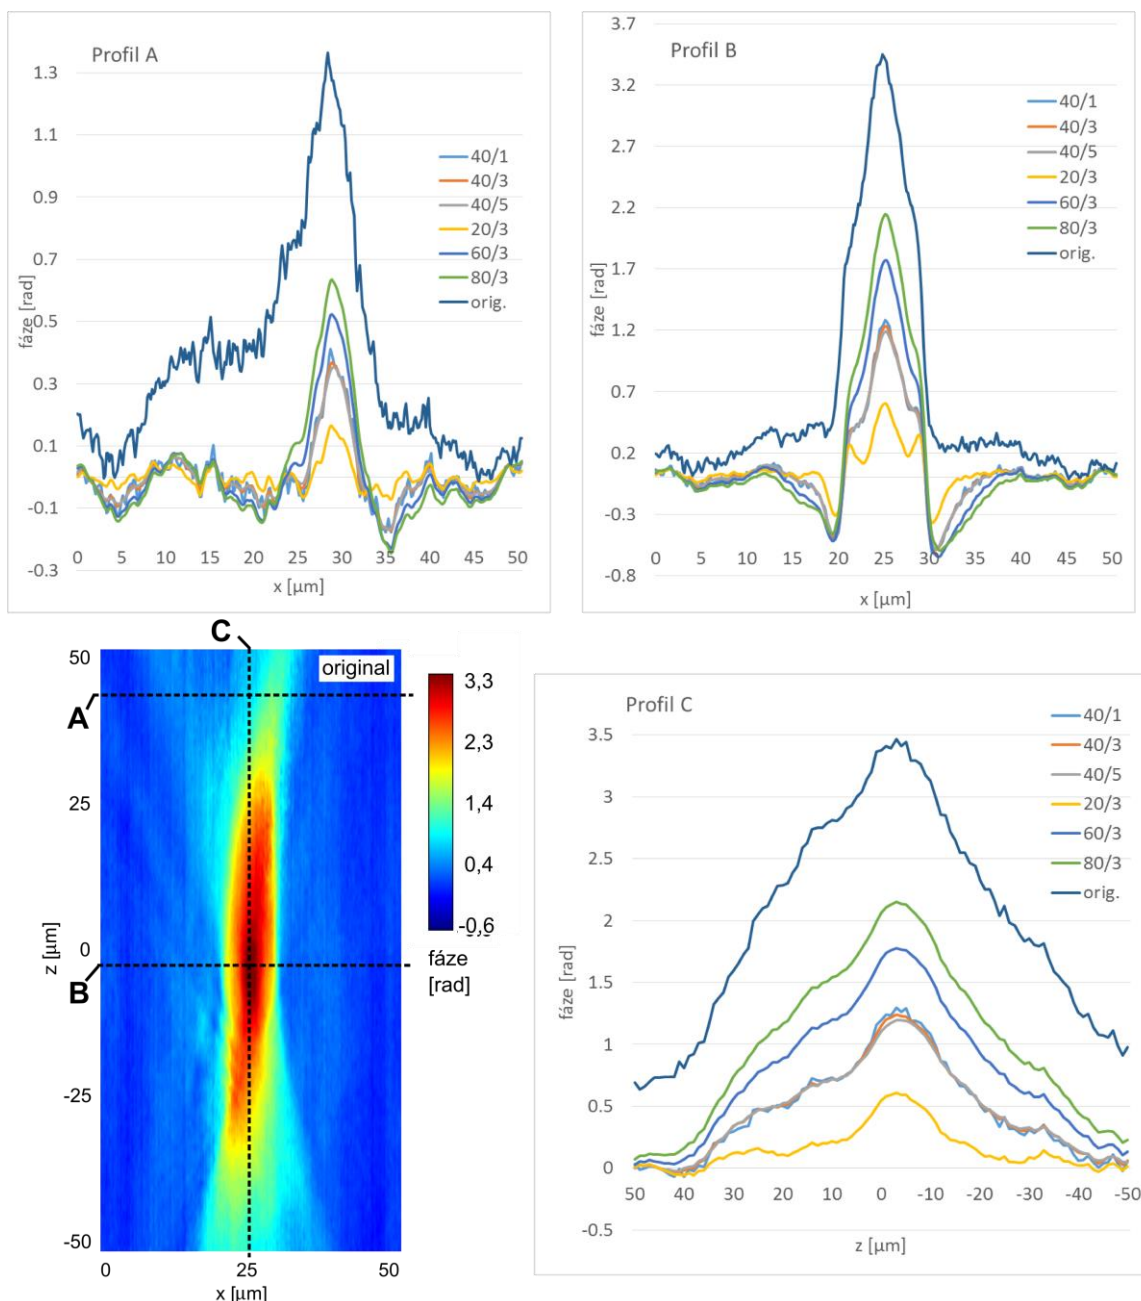 Profil A
1.3
1.1
0.9
0.7
0.5
0.3
0.1
-0.1
-0.3
fáze [rad]
0 5 10 15 20 25 30 35 40 45 50
x [µm]
40/1
40/3
40/5
20/3
60/3
80/3
orig.
Profil B
3.7
3.2
2.7
2.2
1.7
1.2
0.7
0.2
-0.3
-0.8
fáze [rad]
0 5 10 15 20 25 30 35 40 45 50
x [µm]
40/1
40/3
40/5
20/3
60/3
80/3
orig.
C
original
A
B
50
25
0
-25
-50
z [µm]
0 25 50
x [µm]
3,3
2,3
1,4
0,4
-0,6
fáze
[rad]
Profil C
3.5
3
2.5
2
1.5
1
0.5
0
-0.5
fáze [rad]
50 40 30 20 10 0 -10 -20 -30 -40 -50
z [µm]
40/1
40/3
40/5
20/3
60/3
80/3
orig.